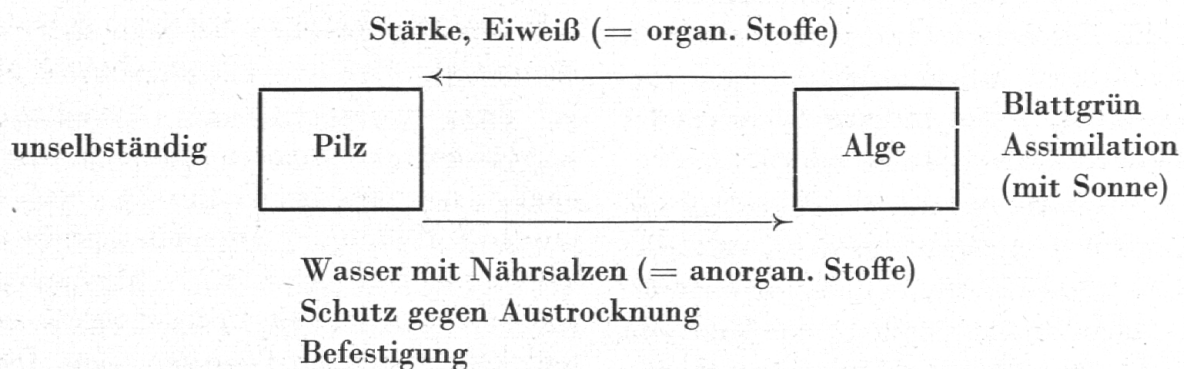 Stärke, Eiweiß (= organ. Stoffe)
unselbständig
Pilz
Alge
Blattgrün
Assimilation
(mit Sonne)
Wasser mit Nährsalzen (= anorgan. Stoffe)
Schutz gegen Austrocknung
Befestigung